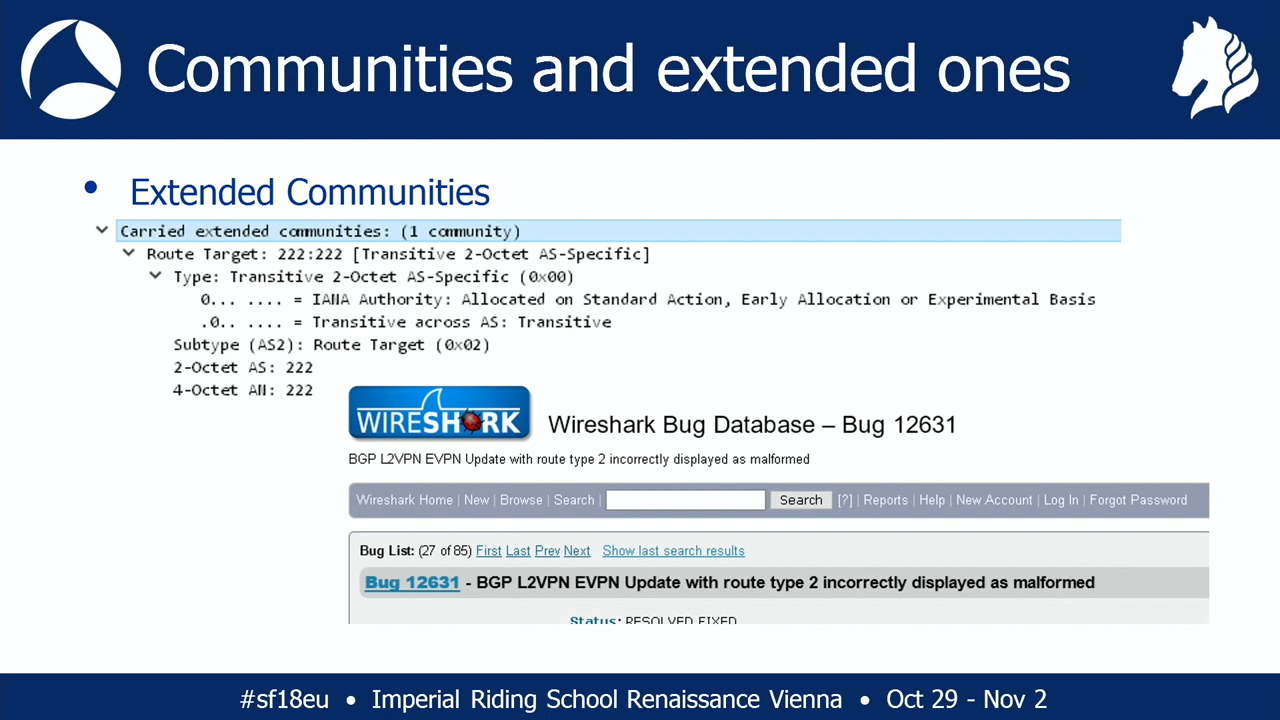 Communities and extended ones
• Extended Communities
Carried extended communities: (1 community)
Route Target: 222:222 [Transitive 2-Octet AS-Specific]
Type: Transitive 2-Octet AS-Specific (0x00)
0... .... = IANA Authority: Allocated on Standard Action, Early Allocation or Experimental Basis
.0.. .... = Transitive across AS: Transitive
Subtype (AS2): Route Target (0x02)
2-Octet AS: 222
4-Octet AN: 222
WIRESHARK Wireshark Bug Database – Bug 12631
BGP L2VPN EVPN Update with route type 2 incorrectly displayed as malformed
Wireshark Home | New | Browse | Search | Search [?] | Reports | Help | New Account | Log In | Forgot Password
Bug List: (27 of 85) First Last Prev Next Show last search results
Bug 12631 - BGP L2VPN EVPN Update with route type 2 incorrectly displayed as malformed
Status: RESOLVED FIXED
#sf18eu • Imperial Riding School Renaissance Vienna • Oct 29 - Nov 2